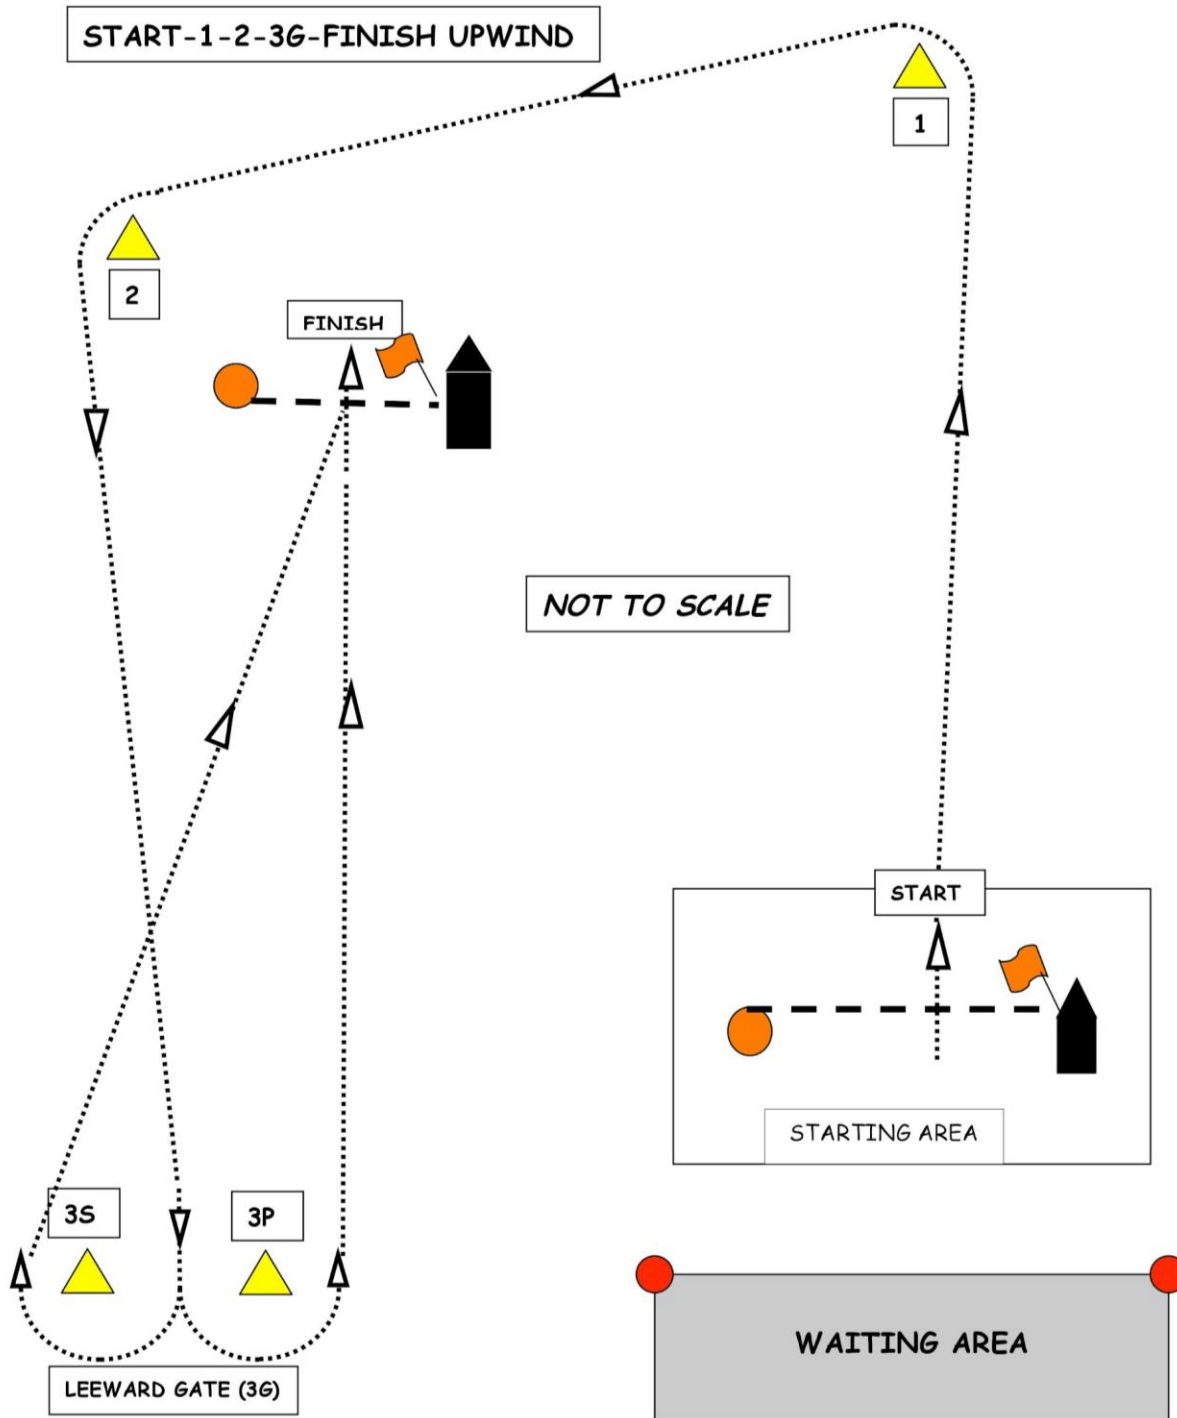 START-1-2-3G-FINISH UPWIND
1
2
FINISH
NOT TO SCALE
START
STARTING AREA
3S
3P
WAITING AREA
LEEWARD GATE (3G)